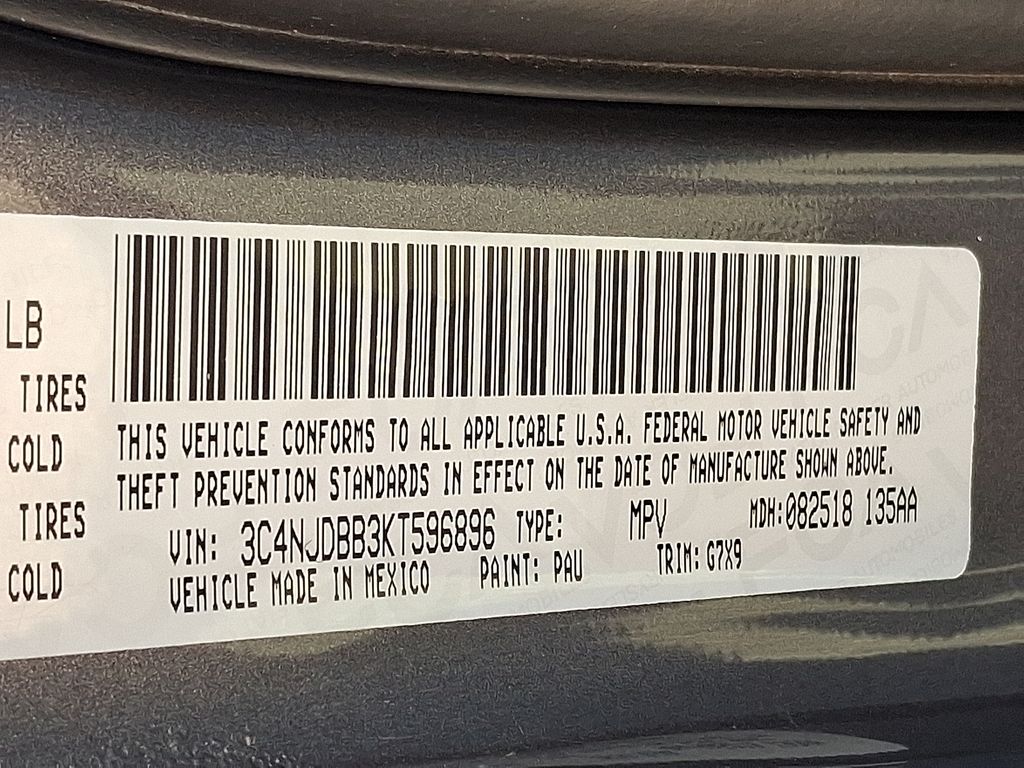 LB
TIRES
COLD
TIRES
COLD
THIS VEHICLE CONFORMS TO ALL APPLICABLE U.S.A. FEDERAL MOTOR VEHICLE SAFETY AND
THEFT PREVENTION STANDARDS IN EFFECT ON THE DATE OF MANUFACTURE SHOWN ABOVE.
VIN: 3C4NJDBB3KT596896 TYPE: MPV MDH:082518 135AA
VEHICLE MADE IN MEXICO PAINT: PAU TRIM: G7X9